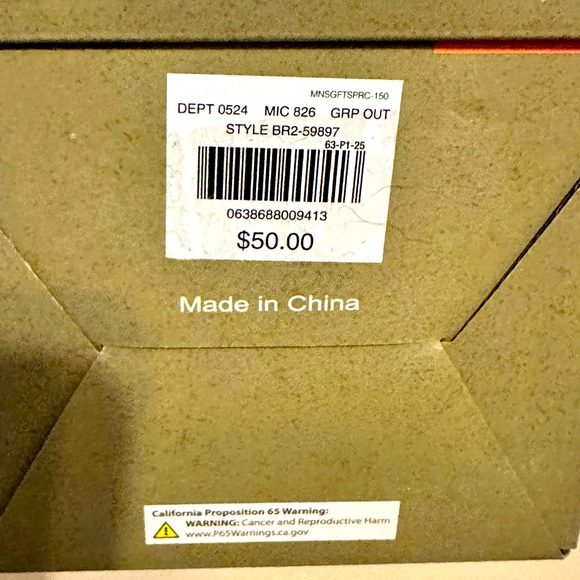 MNSGFTSPRC-150
DEPT 0524 MIC 826 GRP OUT
STYLE BR2-59897
63-P1-25
0638688009413
$50.00
Made in China
California Proposition 65 Warning:
WARNING: Cancer and Reproductive Harm
www.P65Warnings.ca.gov